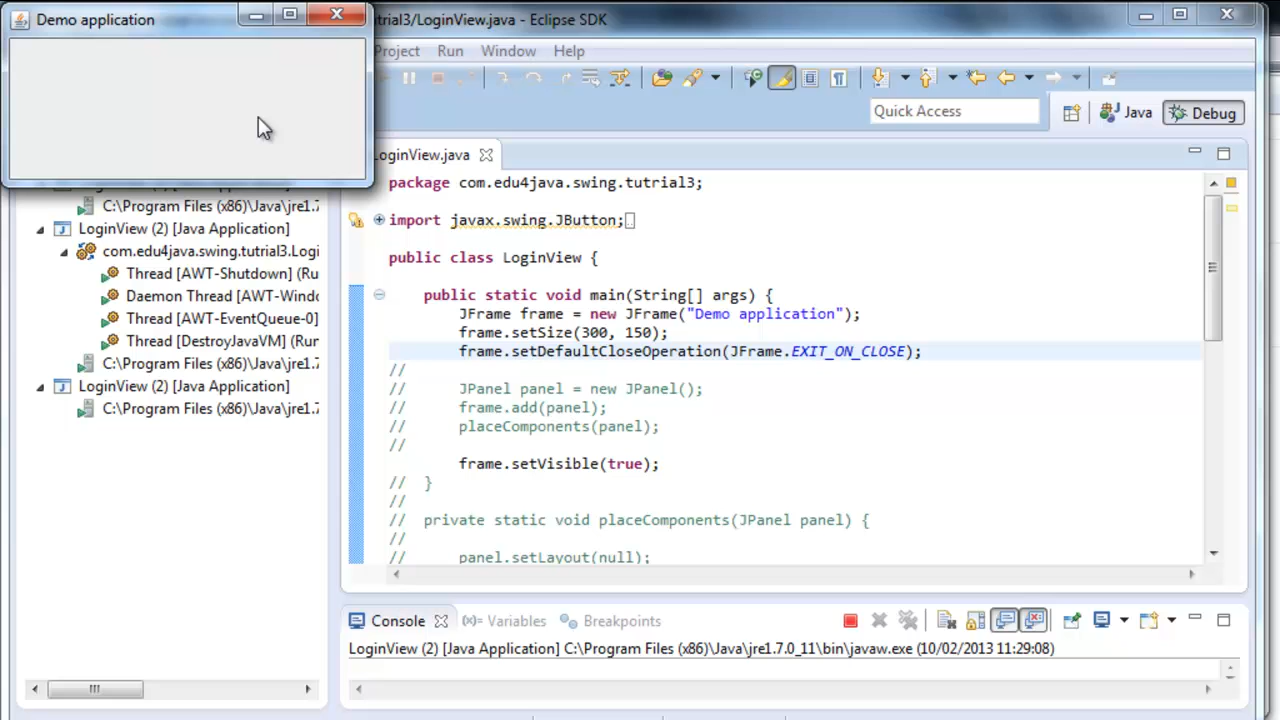 Demo application
tutrial3/LoginView.java - Eclipse SDK
Project Run Window Help
Quick Access
Java
Debug
LoginView.java
C:\Program Files (x86)\Java\jre1.7
LoginView (2) [Java Application]
com.edu4java.swing.tutrial3.Logi
Thread [AWT-Shutdown] (Ru
Daemon Thread [AWT-Windo
Thread [AWT-EventQueue-0]
Thread [DestroyJavaVM] (Run
C:\Program Files (x86)\Java\jre1.7
LoginView (2) [Java Application]
C:\Program Files (x86)\Java\jre1.7
package com.edu4java.swing.tutrial3;
import javax.swing.JButton;
public class LoginView {
public static void main(String[] args) {
JFrame frame = new JFrame("Demo application");
frame.setSize(300, 150);
frame.setDefaultCloseOperation(JFrame.EXIT_ON_CLOSE);
//
// JPanel panel = new JPanel();
// frame.add(panel);
// placeComponents(panel);
//
frame.setVisible(true);
// }
//
// private static void placeComponents(JPanel panel) {
//
// panel.setLayout(null);
Console (x)= Variables Breakpoints
LoginView (2) [Java Application] C:\Program Files (x86)\Java\jre1.7.0_11\bin\javaw.exe (10/02/2013 11:29:08)